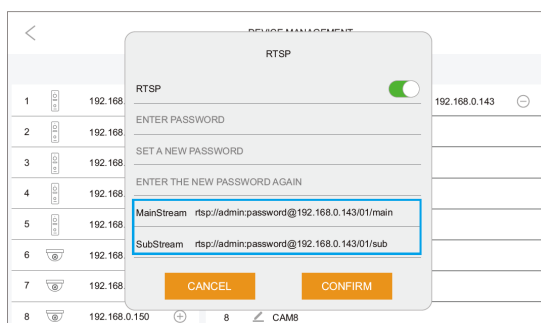 DEVICE MANAGEMENT
RTSP
RTSP
1 192.168. 192.168.0.143
ENTER PASSWORD
2 192.168.
SET A NEW PASSWORD
3 192.168.
ENTER THE NEW PASSWORD AGAIN
4 192.168.
MainStream rtsp://admin:password@192.168.0.143/01/main
5 192.168.
SubStream rtsp://admin:password@192.168.0.143/01/sub
6 192.168.
7 192.168.
CANCEL CONFIRM
8 192.168.0.150 8 CAM8